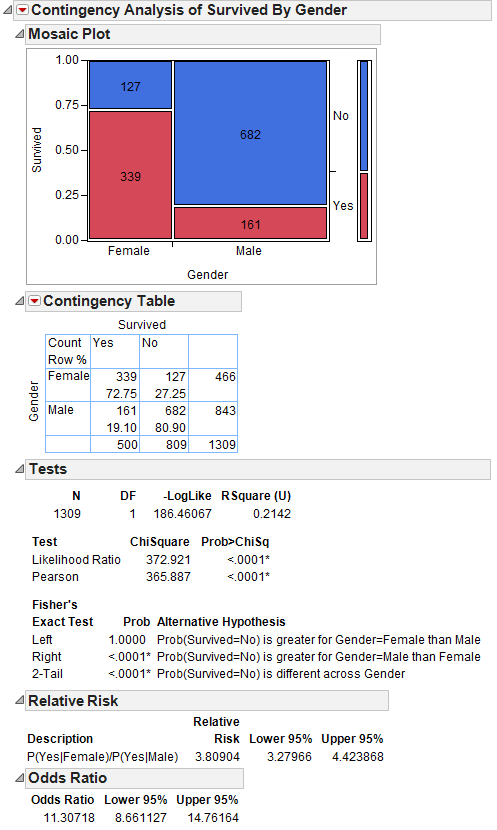 Contingency Analysis of Survived By Gender
Mosaic Plot
1.00
0.75
0.50
0.25
0.00
Survived
127
339
682
161
No
Yes
Female Male
Gender
Contingency Table
Survived
Gender
Count Yes No
Row %
Female 339 127 466
72.75 27.25
Male 161 682 843
19.10 80.90
500 809 1309
Tests
N DF -LogLike RSquare (U)
1309 1 186.46067 0.2142
Test ChiSquare Prob>ChiSq
Likelihood Ratio 372.921 <.0001*
Pearson 365.887 <.0001*
Fisher's
Exact Test Prob Alternative Hypothesis
Left 1.0000 Prob(Survived=No) is greater for Gender=Female than Male
Right <.0001* Prob(Survived=No) is greater for Gender=Male than Female
2-Tail <.0001* Prob(Survived=No) is different across Gender
Relative Risk
Relative
Description Risk Lower 95% Upper 95%
P(Yes|Female)/P(Yes|Male) 3.80904 3.27966 4.423868
Odds Ratio
Odds Ratio Lower 95% Upper 95%
11.30718 8.661127 14.76164